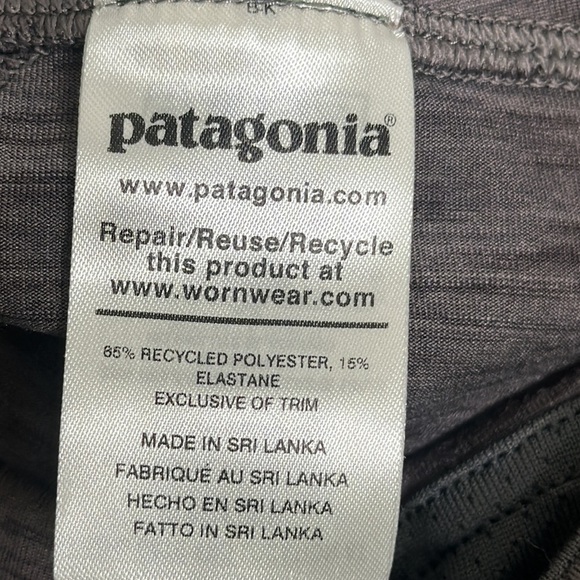 patagonia®
www.patagonia.com
Repair/Reuse/Recycle
this product at
www.wornwear.com
85% RECYCLED POLYESTER, 15%
ELASTANE
EXCLUSIVE OF TRIM
MADE IN SRI LANKA
FABRIQUÉ AU SRI LANKA
HECHO EN SRI LANKA
FATTO IN SRI LANKA